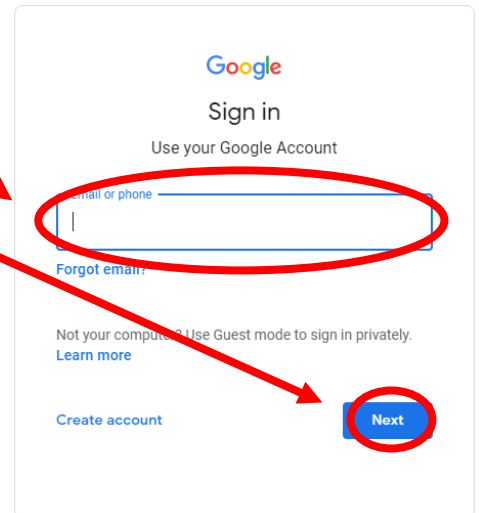 Google
Sign in
Use your Google Account
Email or phone
Forgot email?
Not your computer? Use Guest mode to sign in privately.
Learn more
Create account
Next